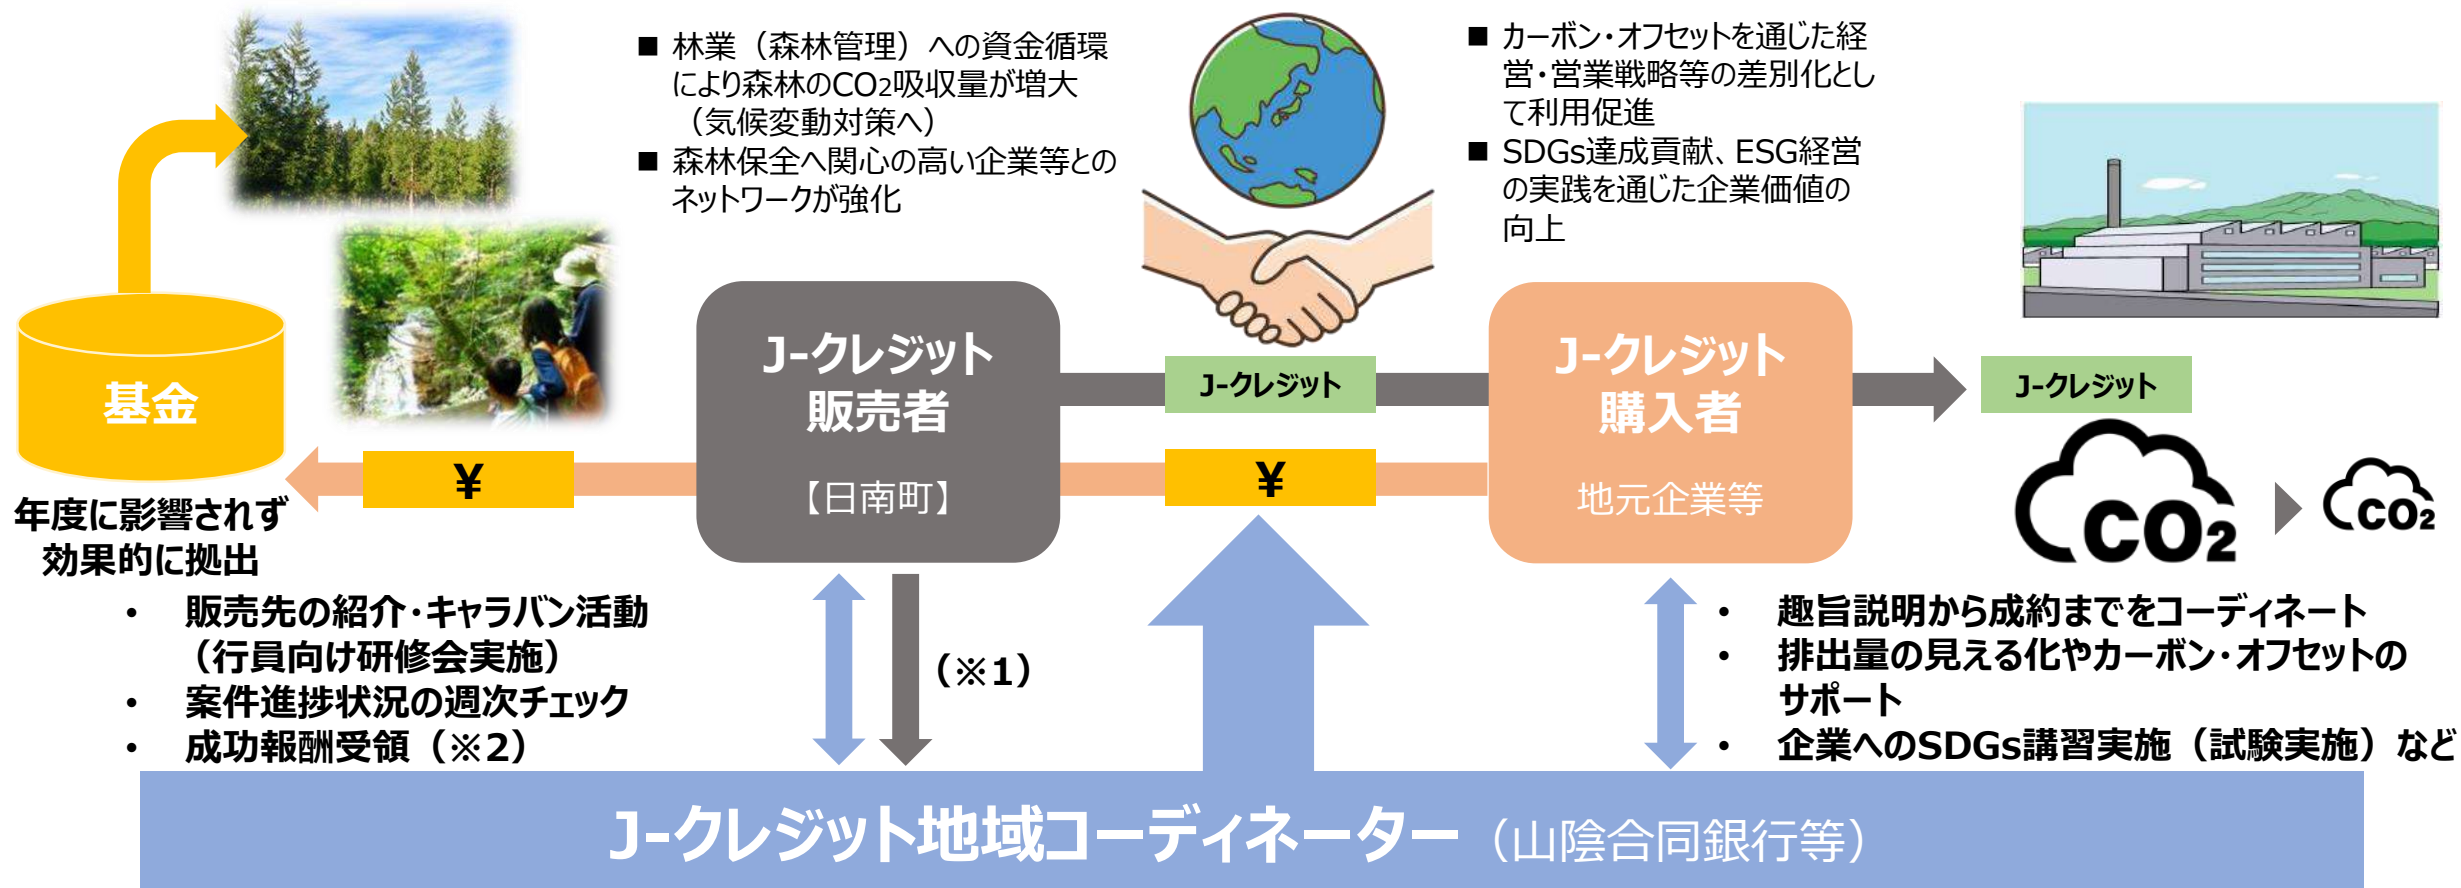 ■ 林業（森林管理）への資金循環
により森林のCO2吸収量が増大
（気候変動対策へ）
■ 森林保全へ関心の高い企業等との
ネットワークが強化
■ カーボン・オフセットを通じた経
営・営業戦略等の差別化とし
て利用促進
■ SDGs達成貢献、ESG経営
の実践を通じた企業価値の
向上
基金
年度に影響されず
効果的に拠出
¥
J-クレジット
販売者
【日南町】
J-クレジット
¥
J-クレジット
購入者
地元企業等
J-クレジット
CO2
CO2
• 販売先の紹介・キャラバン活動
（行員向け研修会実施）
• 案件進捗状況の週次チェック
• 成功報酬受領（※2）
（※1）
• 趣旨説明から成約までをコーディネート
• 排出量の見える化やカーボン・オフセットの
サポート
• 企業へのSDGs講習実施（試験実施）など
J-クレジット地域コーディネーター（山陰合同銀行等）